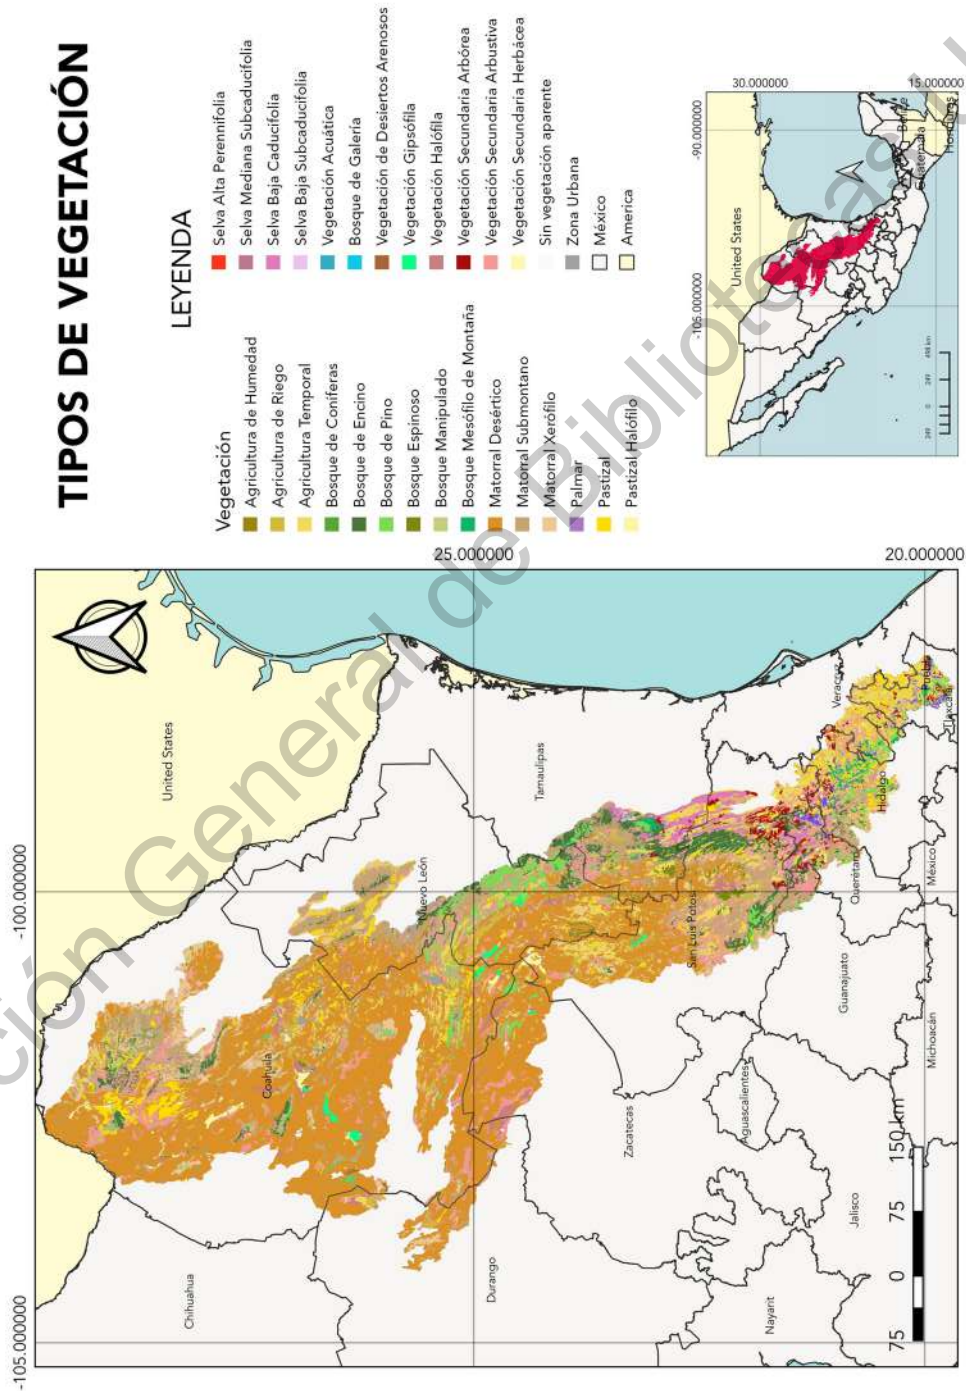 TIPOS DE VEGETACIÓN
LEYENDA
Vegetación
Agricultura de Humedad
Agricultura de Riego
Agricultura Temporal
Bosque de Coníferas
Bosque de Encino
Bosque de Pino
Bosque Espinoso
Bosque Manipulado
Bosque Mesófilo de Montaña
Matorral Desértico
Matorral Submontano
Matorral Xerófilo
Palmar
Pastizal
Pastizal Halófilo
Selva Alta Perennifolia
Selva Mediana Subcaducifolia
Selva Baja Caducifolia
Selva Baja Subcaducifolia
Vegetación Acuática
Bosque de Galería
Vegetación de Desiertos Arenosos
Vegetación Gipsófila
Vegetación Halófila
Vegetación Secundaria Arbórea
Vegetación Secundaria Arbustiva
Vegetación Secundaria Herbácea
Sin vegetación aparente
Zona Urbana
México
America
-105.000000
-100.000000
25.000000
20.000000
United States
Chihuahua
Coahuila
Nuevo León
Tamaulipas
Durango
Zacatecas
San Luis Potosí
Nayarit
Aguascalientes
Jalisco
Guanajuato
Querétaro
Hidalgo
Veracruz
Michoacán
México
Tlaxcala
Puebla
75 0 75 150 km
-105.000000
-90.000000
30.000000
15.000000
United States
Belize
Guatemala
Honduras
249 0 249 498 km
ción General de Bibliotecas U